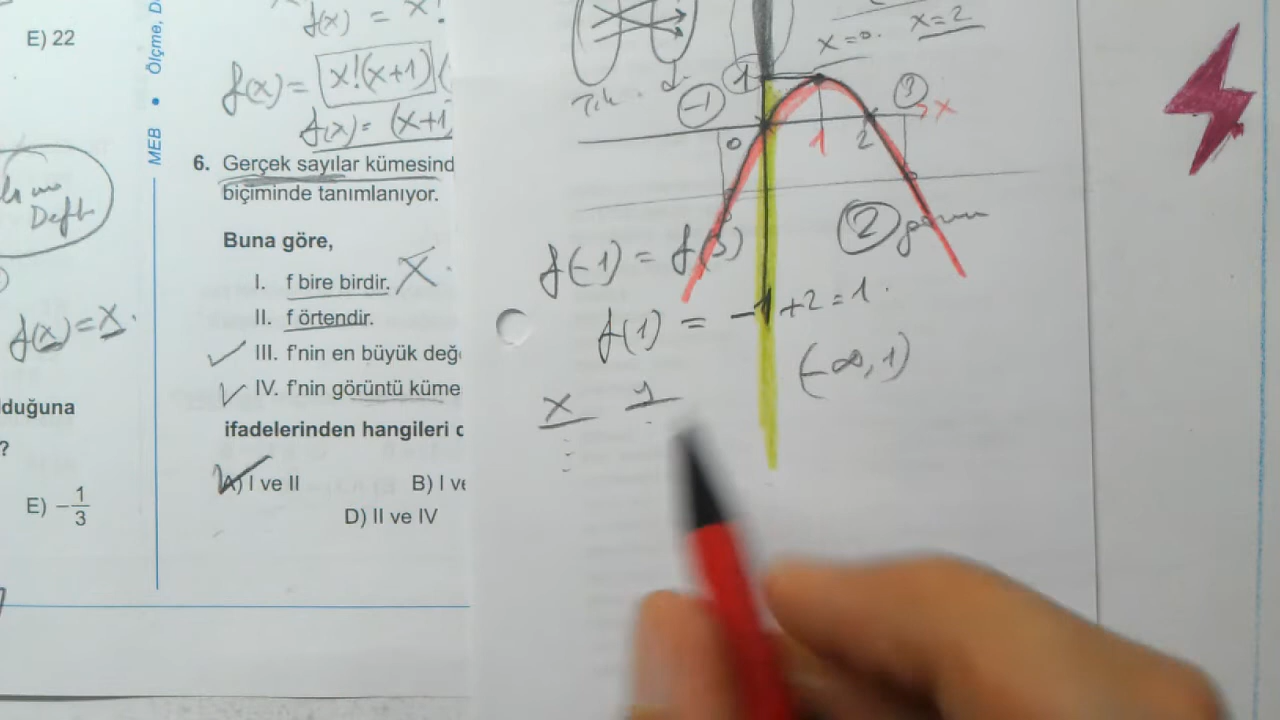 E) 22
MEB • Ölçme, D
f(x) = x!
f(x) = x!(x+1)(
f(x) = (x+1)
6. Gerçek sayılar kümesind
biçiminde tanımlanıyor.
Buna göre,
I. f bire birdir. X
II. f örtendir.
III. f'nin en büyük değ
IV. f'nin görüntü küme
ifadelerinden hangileri d
A) I ve II
B) I ve
D) II ve IV
f(x) = x.
lduğuna
?
E) -1/3
x=0. x=2
1
-1
3
x
0
1
2
2
f(-1) = f(3)
f(1) = -1+2=1.
(-∞,1)
x y